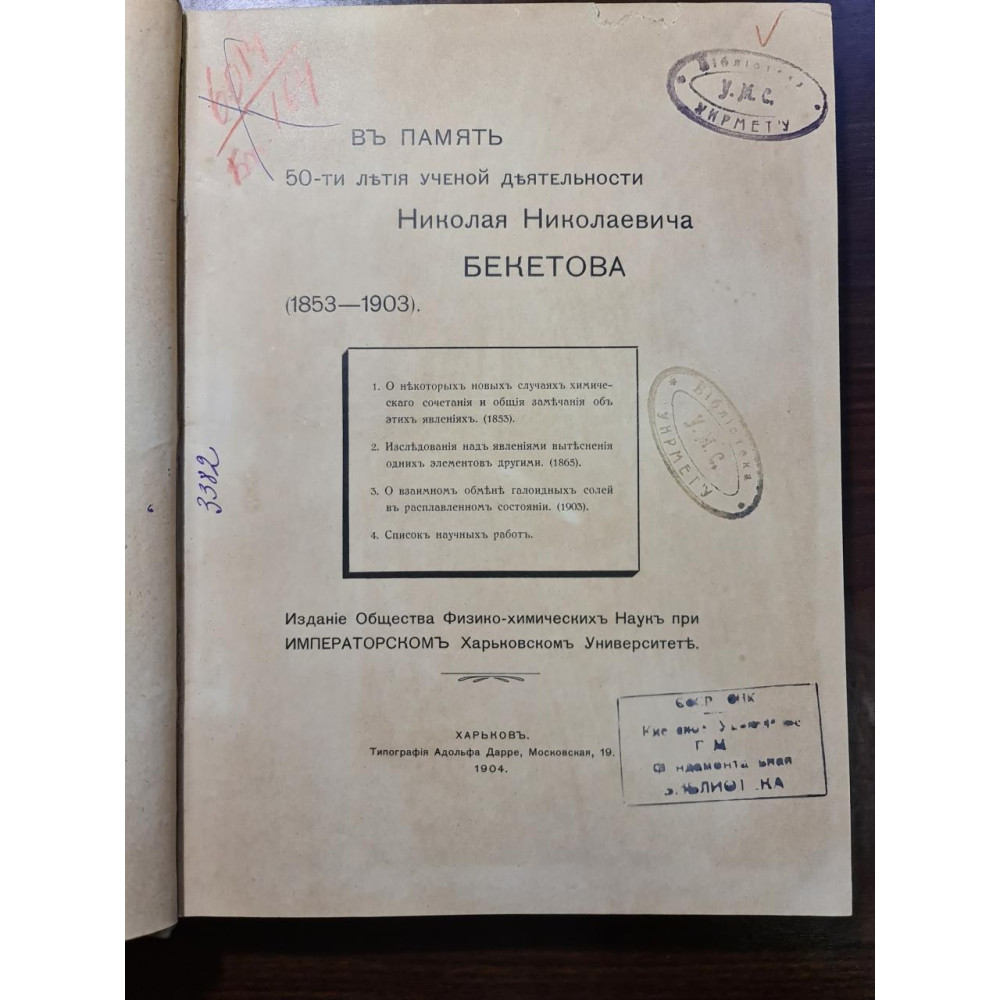 Бібліотека
У.М.С.
ВЪ ПАМЯТЬ
50-ТИ ЛѢТІЯ УЧЕНОЙ ДѢЯТЕЛЬНОСТИ
Николая Николаевича
БЕКЕТОВА
(1853—1903).
1. О нѣкоторыхъ новыхъ случаяхъ химиче-
скаго сочетанія и общія замѣчанія объ
этихъ явленіяхъ. (1853).
2. Изслѣдованія надъ явленіями вытѣсненія
однихъ элементовъ другими. (1865).
3. О взаимномъ обмѣнѣ галоидныхъ солей
въ расплавленномъ состояніи. (1903).
4. Списокъ научныхъ работъ.
Бібліотека
У.М.С.
3382
Изданіе Общества Физико-химическихъ Наукъ при
ИМПЕРАТОРСКОМЪ Харьковскомъ Университетѣ.
ХАРЬКОВЪ.
Типографія Адольфа Дарре, Московская, 19.
1904.
БИБЛИОТЕКА